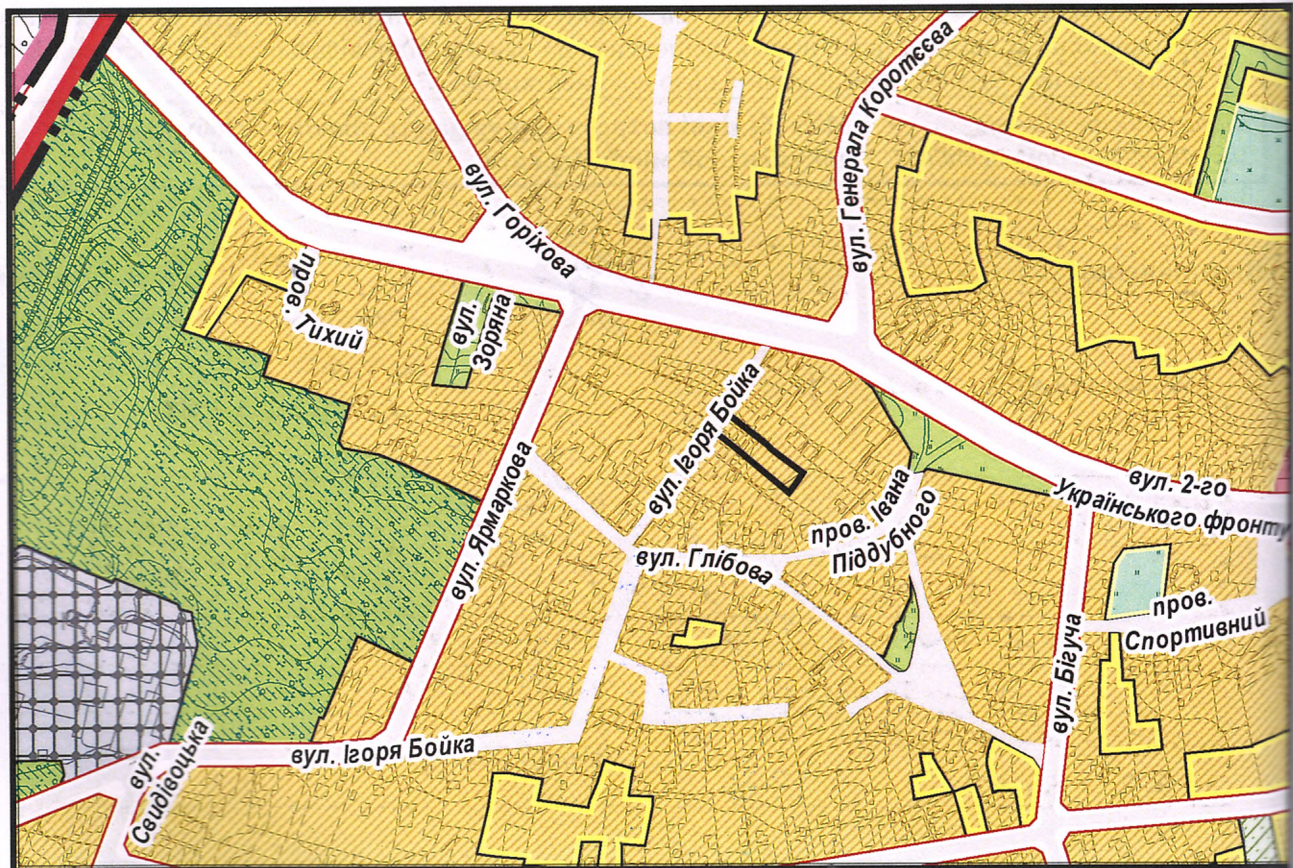 вул. Генерала Коротєєва
вул. Горіхова
. води
Тихий
вул.
Зоряна
вул. Ігоря Бойка
вул. Ярмаркова
вул. 2-го
Українського фронту
пров. Івана
Піддубного
вул. Глібова
пров.
Спортивний
вул. Бігуча
вул. Ігоря Бойка
вул.
Свидівоцька